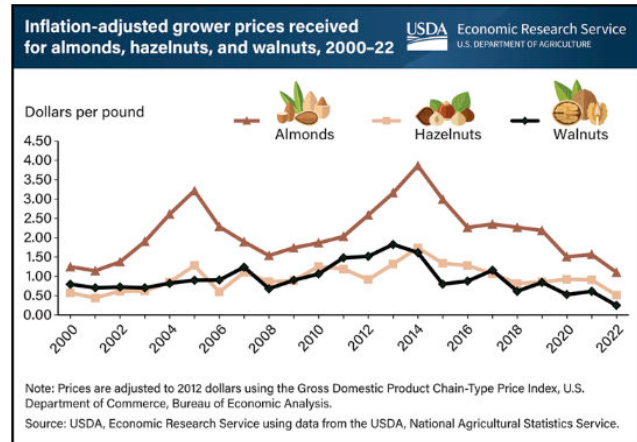 Inflation-adjusted grower prices received
for almonds, hazelnuts, and walnuts, 2000–22
USDA Economic Research Service
U.S. DEPARTMENT OF AGRICULTURE
Dollars per pound
Almonds
Hazelnuts
Walnuts
4.50
4.00
3.50
3.00
2.50
2.00
1.50
1.00
0.50
0.00
2000
2002
2004
2006
2008
2010
2012
2014
2016
2018
2020
2022
Note: Prices are adjusted to 2012 dollars using the Gross Domestic Product Chain-Type Price Index, U.S.
Department of Commerce, Bureau of Economic Analysis.
Source: USDA, Economic Research Service using data from the USDA, National Agricultural Statistics Service.